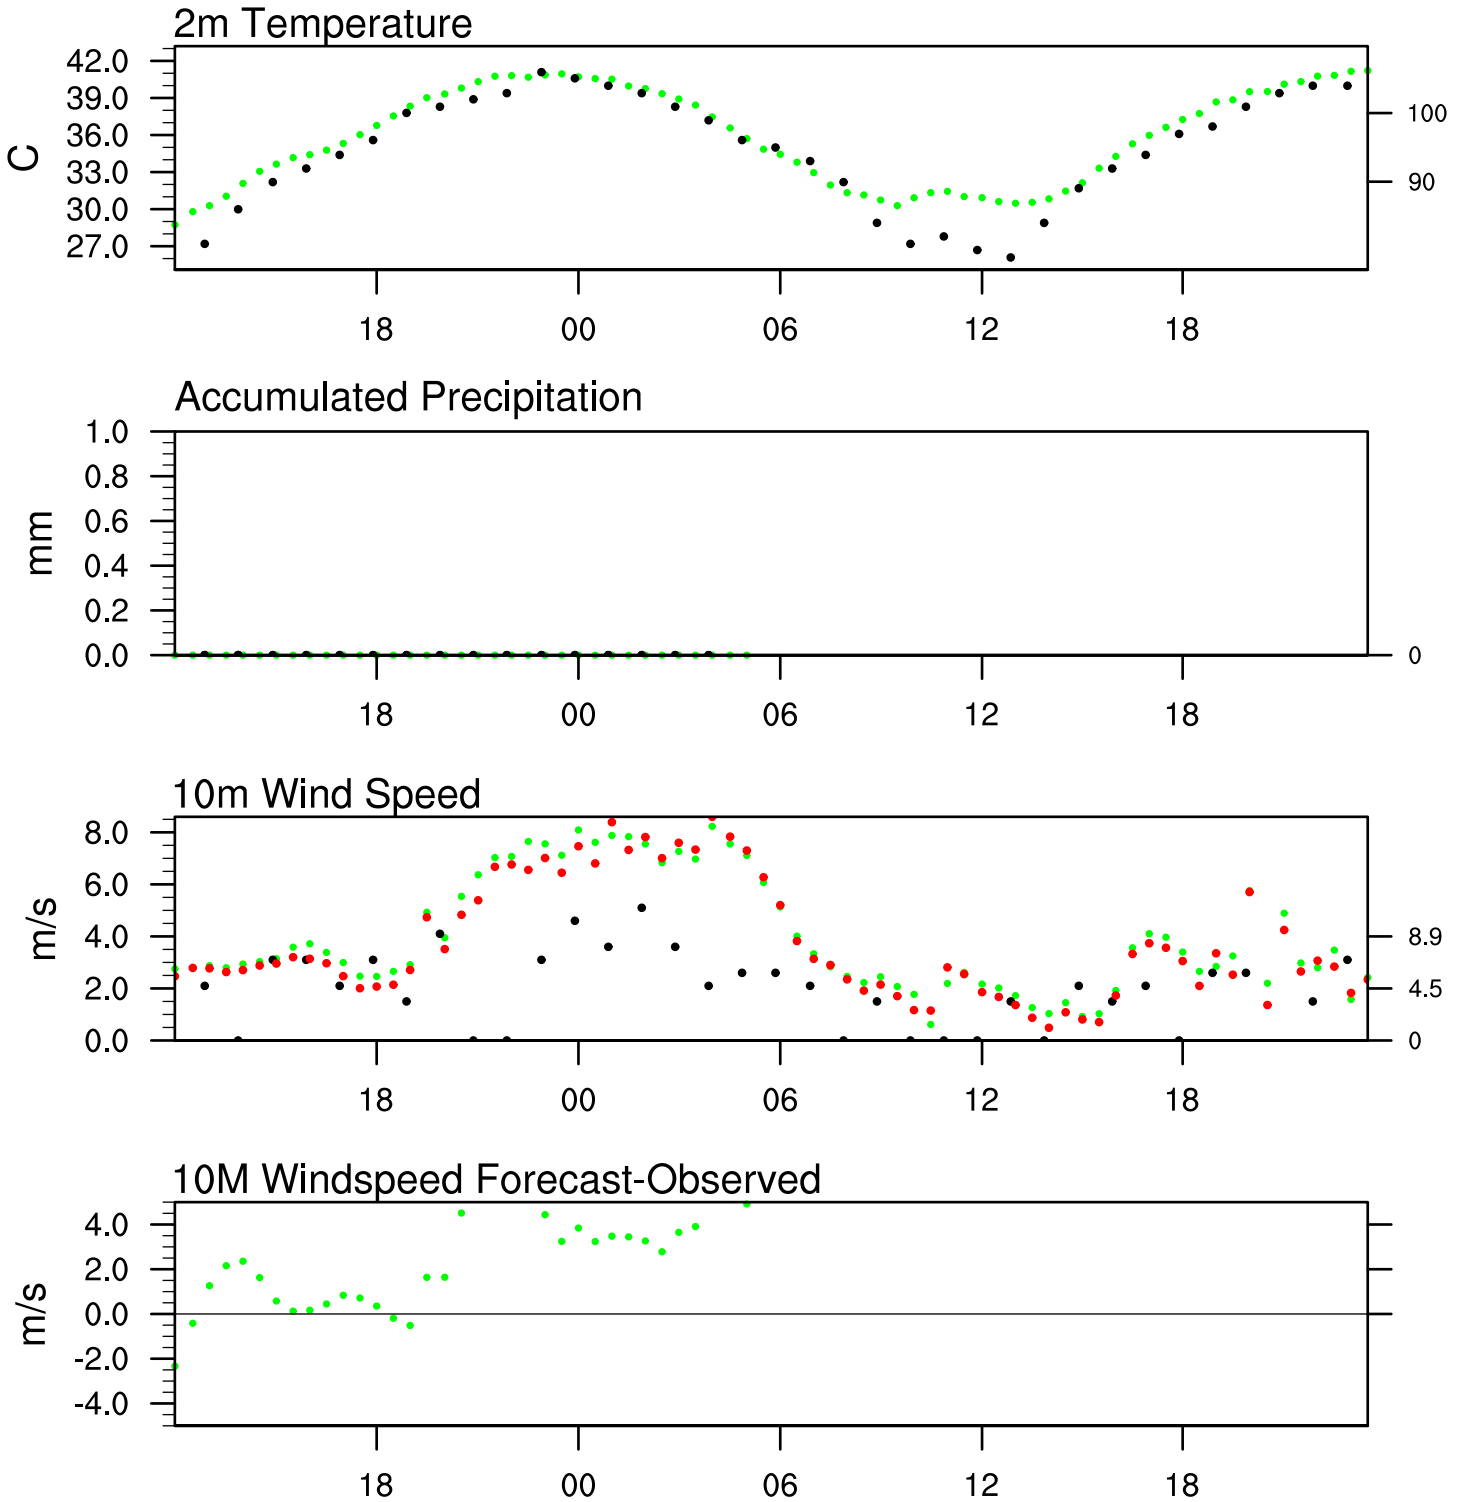 2m Temperature
42.0
39.0
36.0
33.0
30.0
27.0
C
100
90
18 00 06 12 18
Accumulated Precipitation
1.0
0.8
0.6
0.4
0.2
0.0
mm
0
18 00 06 12 18
10m Wind Speed
8.0
6.0
4.0
2.0
0.0
m/s
8.9
4.5
0
18 00 06 12 18
10M Windspeed Forecast-Observed
4.0
2.0
0.0
-2.0
-4.0
m/s
18 00 06 12 18